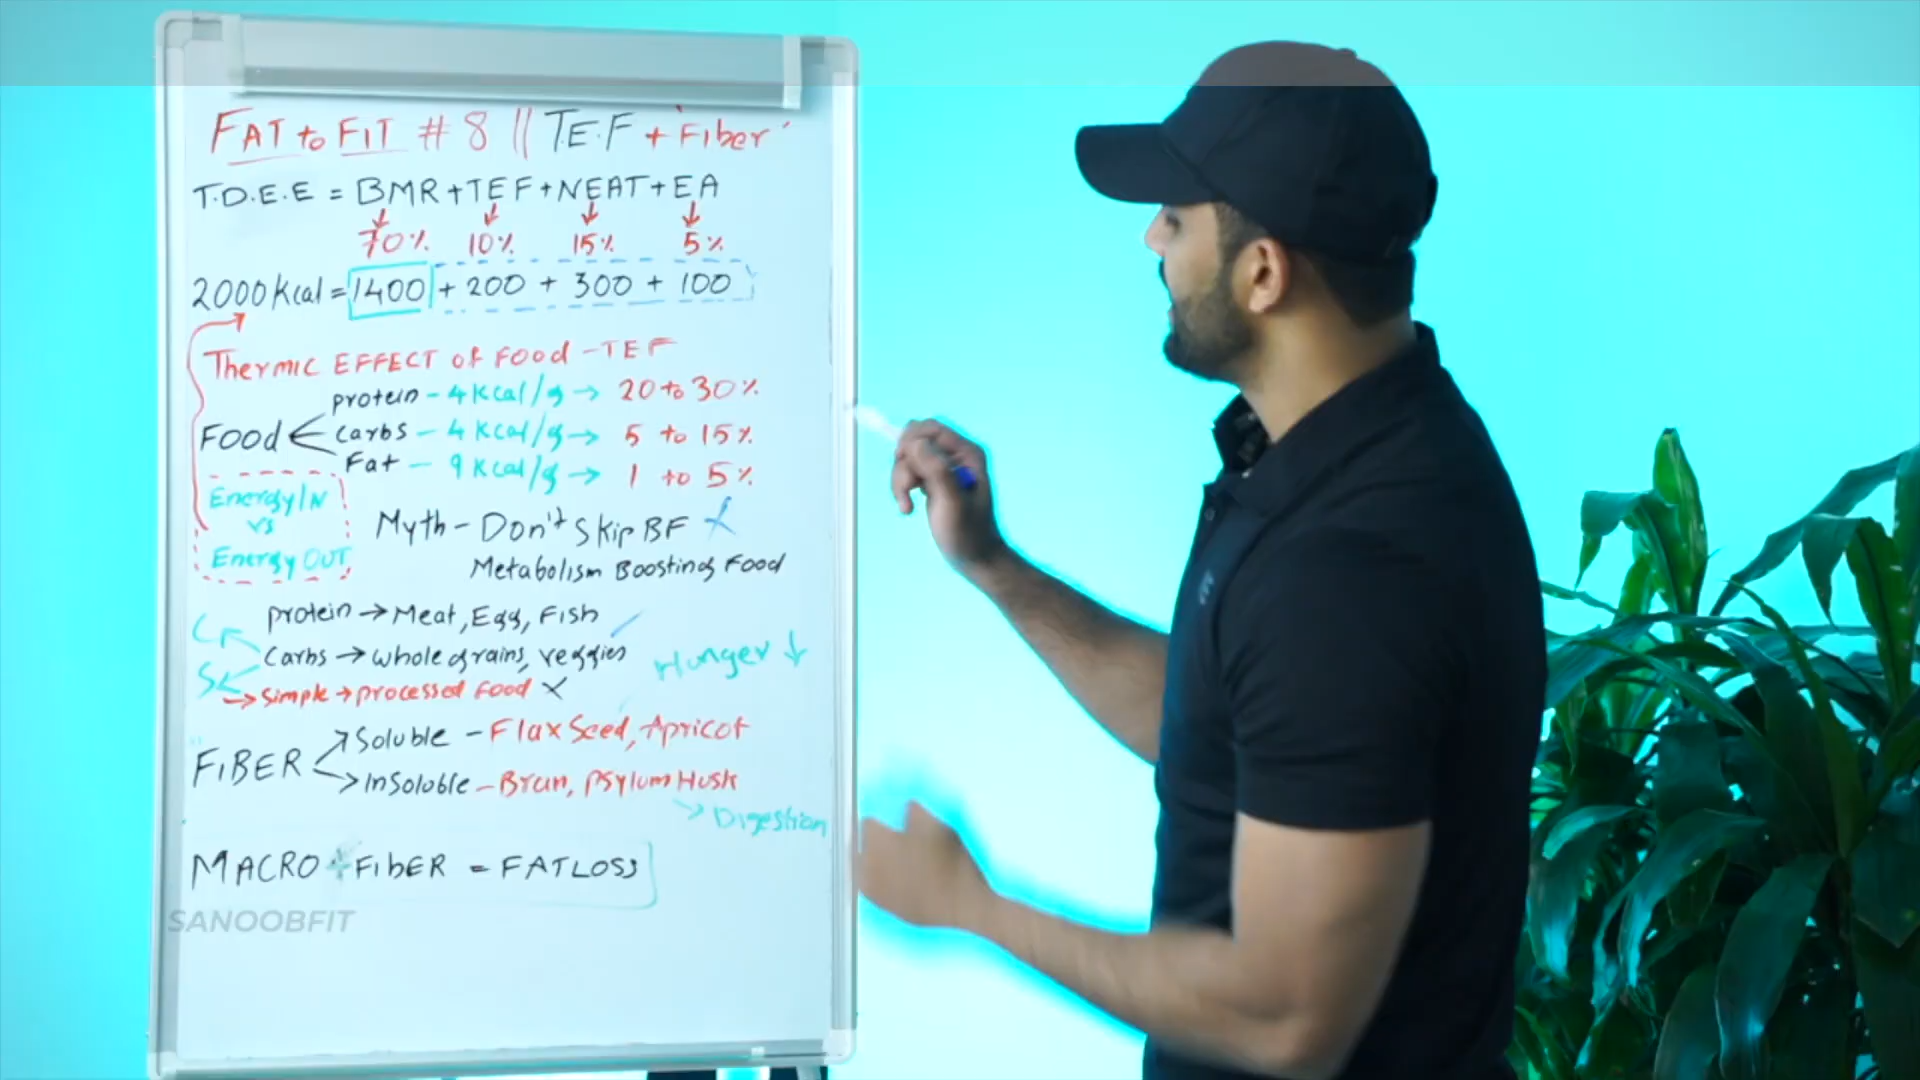 FAT to FIT # 8 || T.E.F + 'Fiber'
T.D.E.E = BMR + TEF + NEAT + EA
70% 10% 15% 5%
2000 Kcal = 1400 + 200 + 300 + 100
Thermic EFFECT of Food - TEF
protein - 4 Kcal/g → 20 to 30%
Food carbs - 4 Kcal/g → 5 to 15%
Fat - 9 Kcal/g → 1 to 5%
Energy IN
vs
Energy OUT
Myth - Don't Skip BF X
Metabolism Boosting Food
protein → Meat, Egg, Fish
C
Carbs → whole grains, veggies
Hunger ↓
S
→ simple → processed Food X
FIBER
Soluble - Flax Seed, Apricot
InSoluble - Bran, Psylum Husk
→ Digestion
MACRO + FibER = FATLOSS
SANOOBFIT